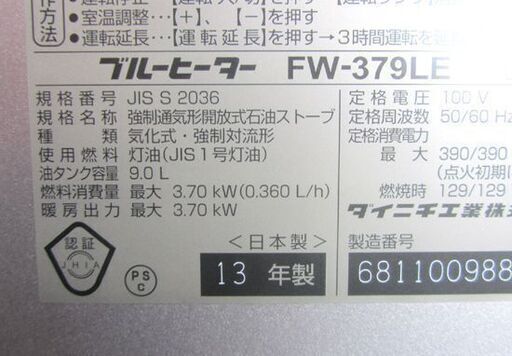 作方法
● 室温調整…【+】、【-】を押す
● 運転延長…【運転延長】を押す→3時間運転を
ブルーヒーター FW-379LE
規格番号 JIS S 2036
規格名称 強制通気形開放式石油ストーブ
種類 気化式・強制対流形
使用燃料 灯油(JIS1号灯油)
油タンク容量 9.0 L
燃料消費量 最大 3.70 kW(0.360 L/h)
暖房出力 最大 3.70 kW
定格電圧 100 V
定格周波数 50/60 Hz
定格消費電力
最大 390/390
(点火初期に
燃焼時 129/129
ダイニチ工業株
認証
JHIA
PSC
<日本製>
13 年製
製造番号
681100988